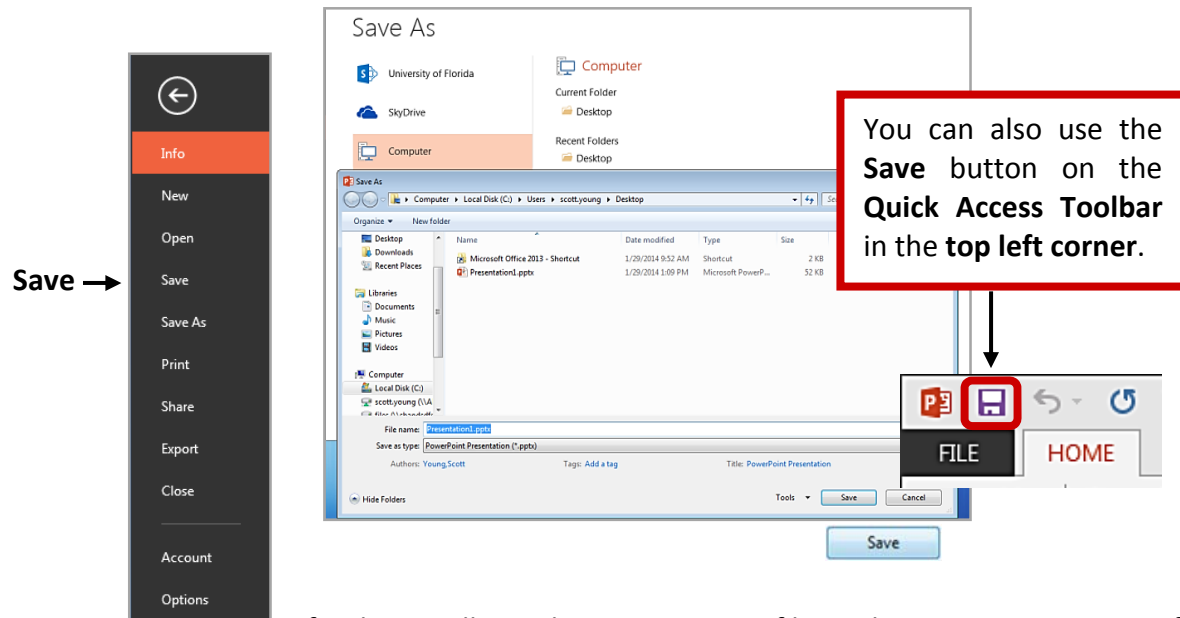 Save As
University of Florida
SkyDrive
Computer
Computer
Current Folder
Desktop
Recent Folders
Desktop
Info
New
Open
Save
Save As
Print
Share
Export
Close
Account
Options
Save
You can also use the
Save button on the
Quick Access Toolbar
in the top left corner.
Save As
Computer Local Disk (C:) Users scott.young Desktop
Organize New folder
Name Date modified Type Size
Microsoft Office 2013 - Shortcut 1/29/2014 9:52 AM Shortcut 2 KB
Presentation1.pptx 1/29/2014 1:09 PM Microsoft PowerP... 52 KB
Desktop
Downloads
Recent Places
Libraries
Documents
Music
Pictures
Videos
Computer
Local Disk (C:)
scott.young (\\A
File name: Presentation1.pptx
Save as type: PowerPoint Presentation (*.pptx)
Authors: Young,Scott Tags: Add a tag Title: PowerPoint Presentation
Hide Folders Tools Save Cancel
FILE HOME
Save